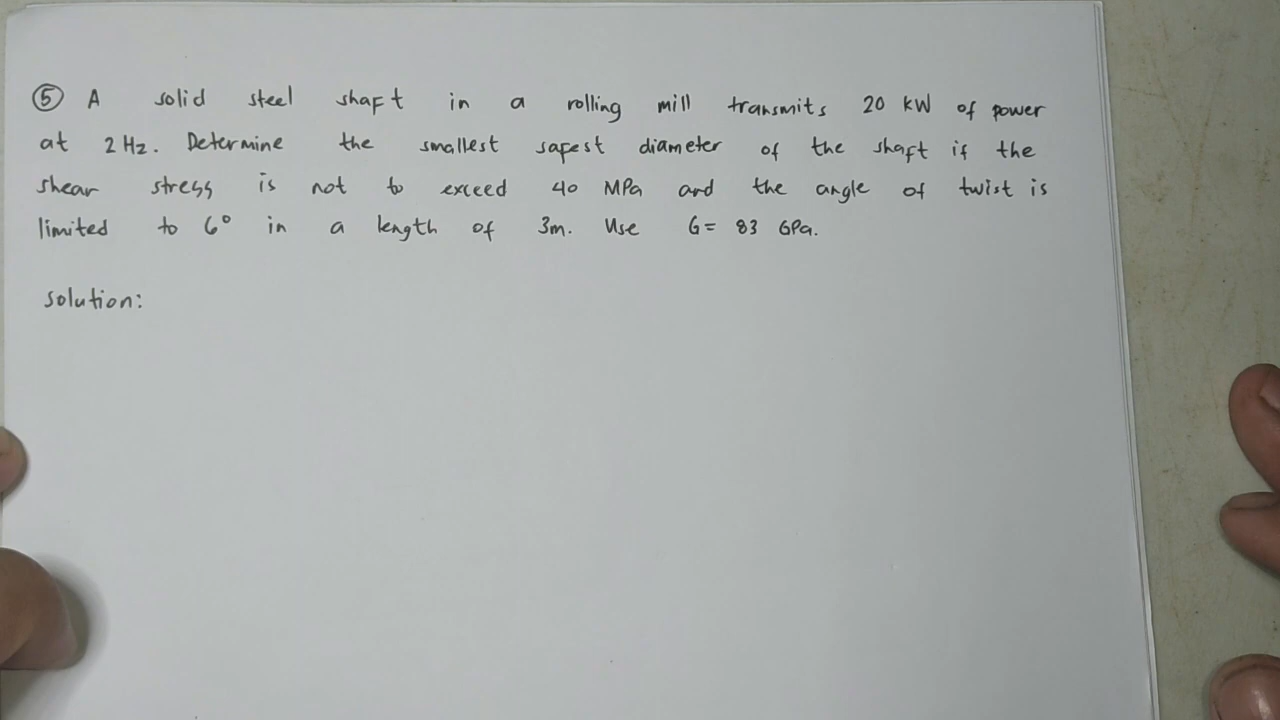 ⑤ A solid steel shaft in a rolling mill transmits 20 kW of power
at 2 Hz. Determine the smallest safest diameter of the shaft if the
shear stress is not to exceed 40 MPa and the angle of twist is
limited to 6° in a length of 3m. Use G= 83 GPa.
solution: